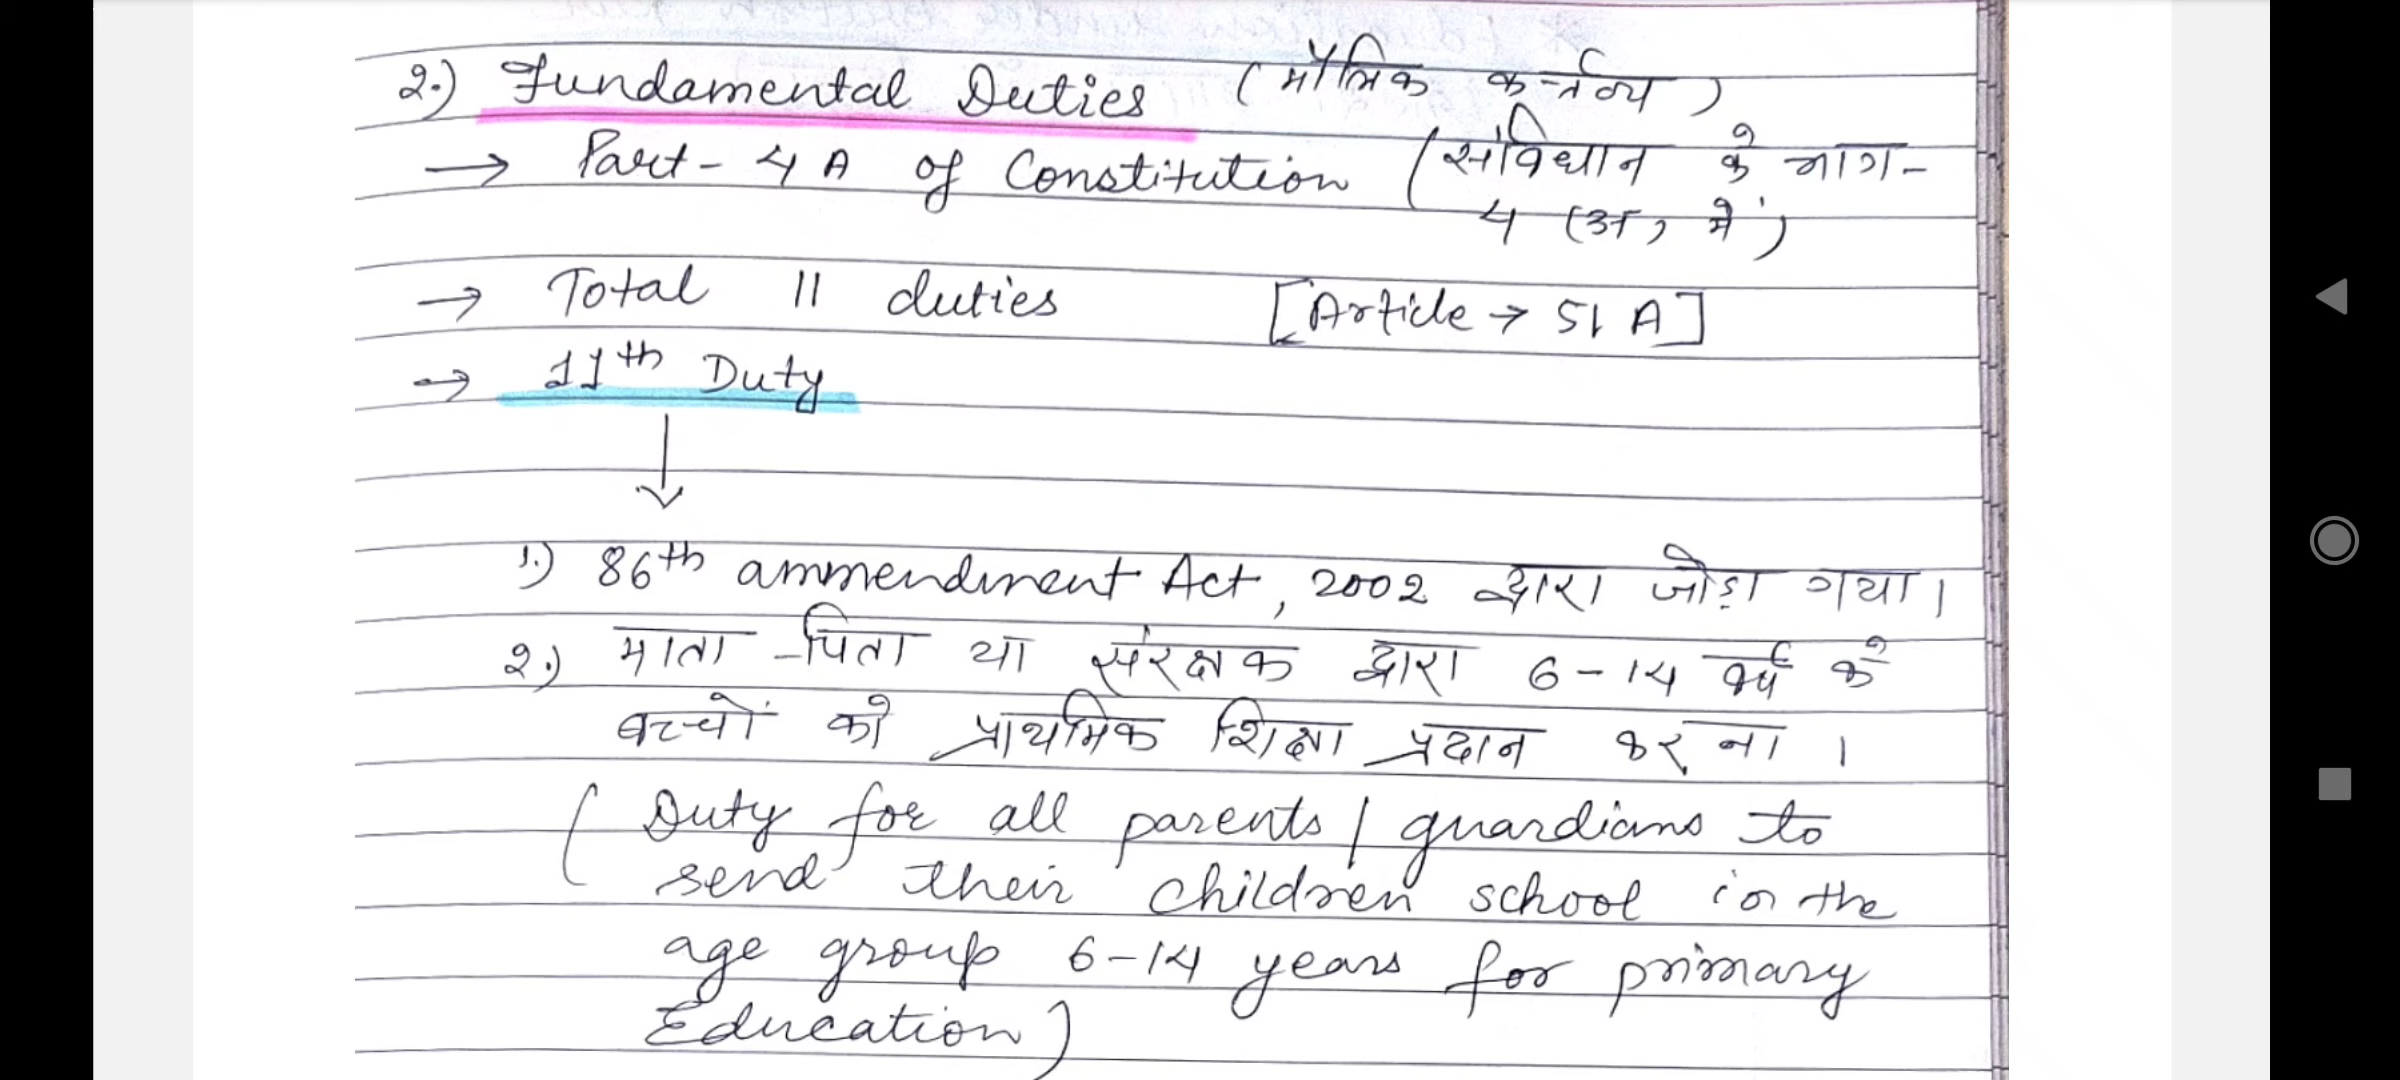 2.) Fundamental Duties (मौलिक कर्न्तव्य)
→ Part-4A of Constitution (संविधान के भाग-
4 (अ) में)
→ Total 11 duties [Article → 51 A]
→ 11th Duty
1.) 86th ammendment Act, 2002 द्वारा जोड़ा गया।
2.) माता-पिता या संरक्षक द्वारा 6-14 वर्ष के
बच्चों को प्राथमिक शिक्षा प्रदान करना।
(Duty for all parents / guardians to
send their children school in the
age group 6-14 years for primary
Education)